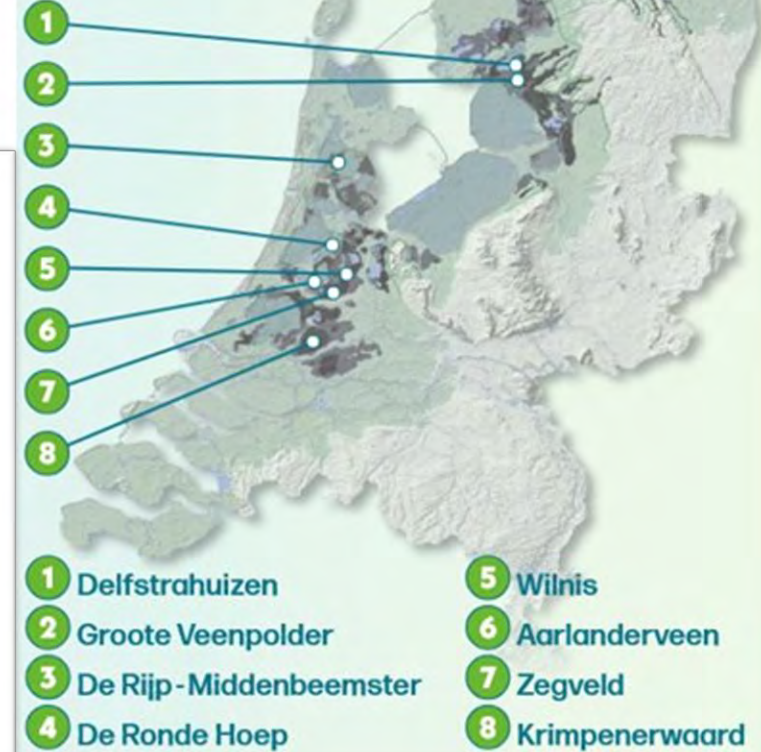 1
2
3
4
5
6
7
8
1 Delfstrahuizen
2 Groote Veenpolder
3 De Rijp - Middenbeemster
4 De Ronde Hoep
5 Wilnis
6 Aarlanderveen
7 Zegveld
8 Krimpenerwaard